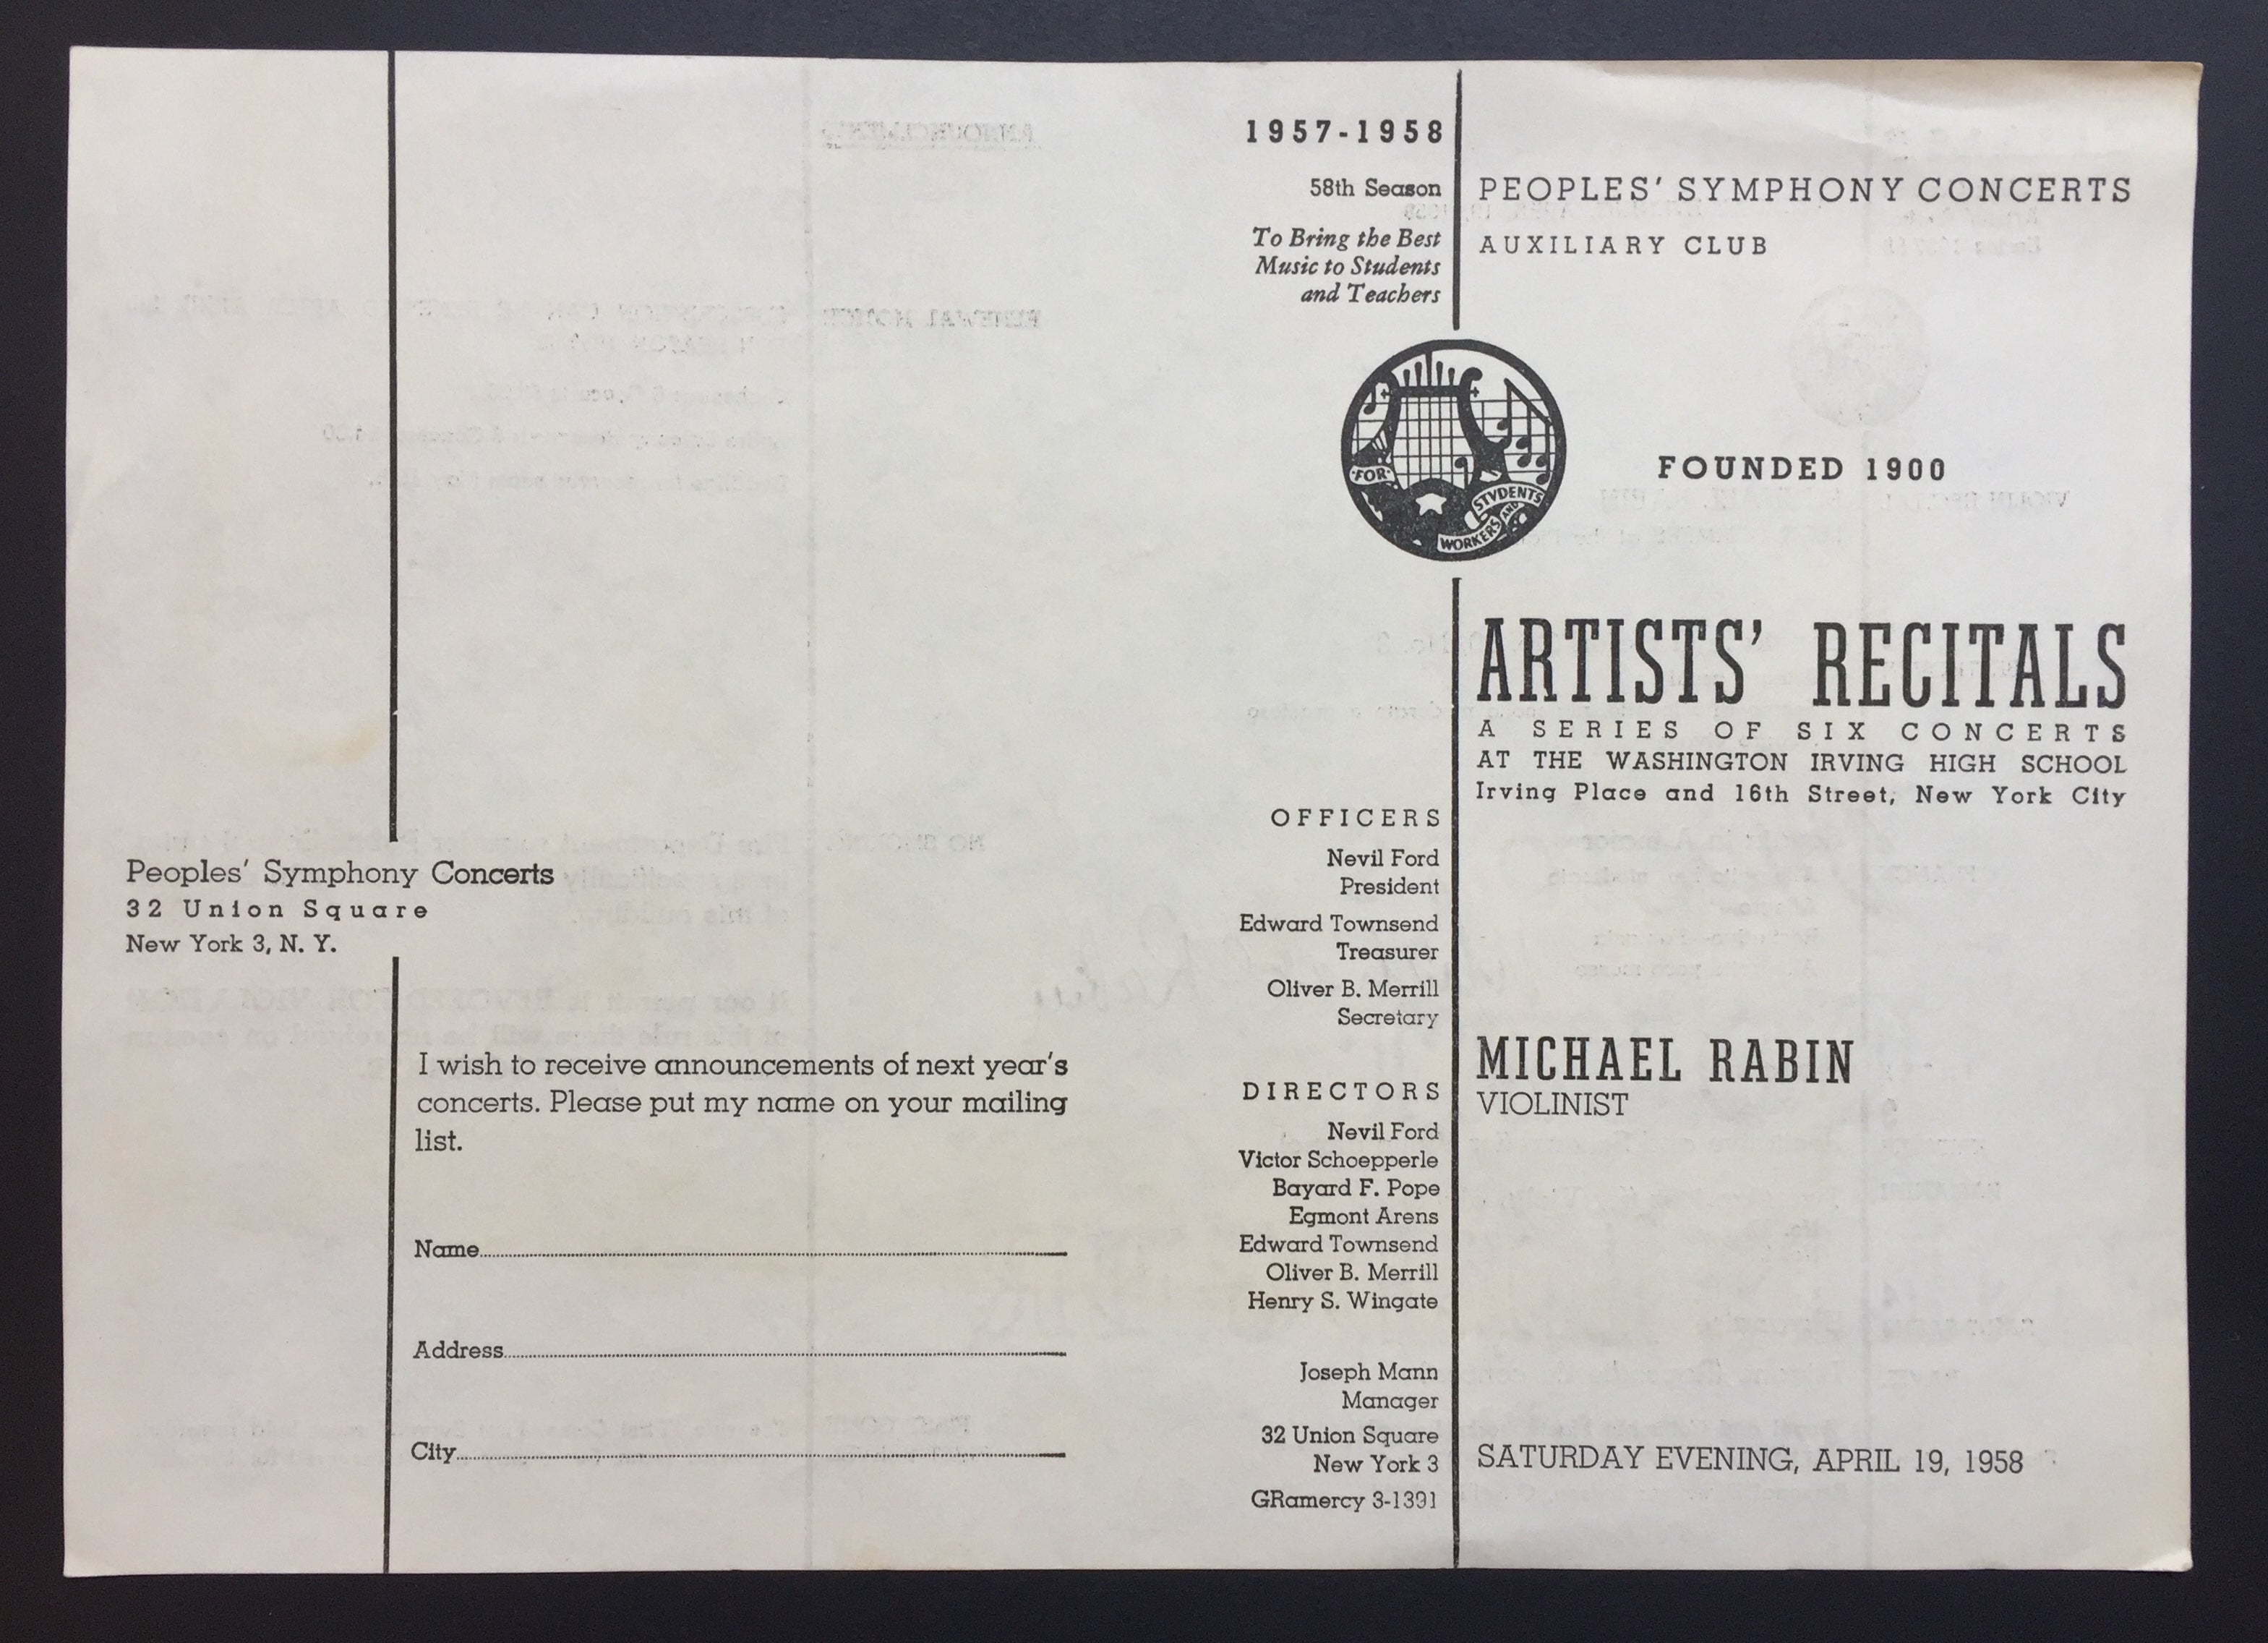 Peoples' Symphony Concerts
32 Union Square
New York 3, N. Y.
I wish to receive announcements of next year's
concerts. Please put my name on your mailing
list.
Name
Address
City
1957-1958
58th Season
To Bring the Best
Music to Students
and Teachers
FOR
STVDENTS
AND
WORKERS
OFFICERS
Nevil Ford
President
Edward Townsend
Treasurer
Oliver B. Merrill
Secretary
DIRECTORS
Nevil Ford
Victor Schoepperle
Bayard F. Pope
Egmont Arens
Edward Townsend
Oliver B. Merrill
Henry S. Wingate
Joseph Mann
Manager
32 Union Square
New York 3
GRamercy 3-1391
PEOPLES' SYMPHONY CONCERTS
AUXILIARY CLUB
FOUNDED 1900
ARTISTS' RECITALS
A SERIES OF SIX CONCERTS
AT THE WASHINGTON IRVING HIGH SCHOOL
Irving Place and 16th Street, New York City
MICHAEL RABIN
VIOLINIST
SATURDAY EVENING, APRIL 19, 1958